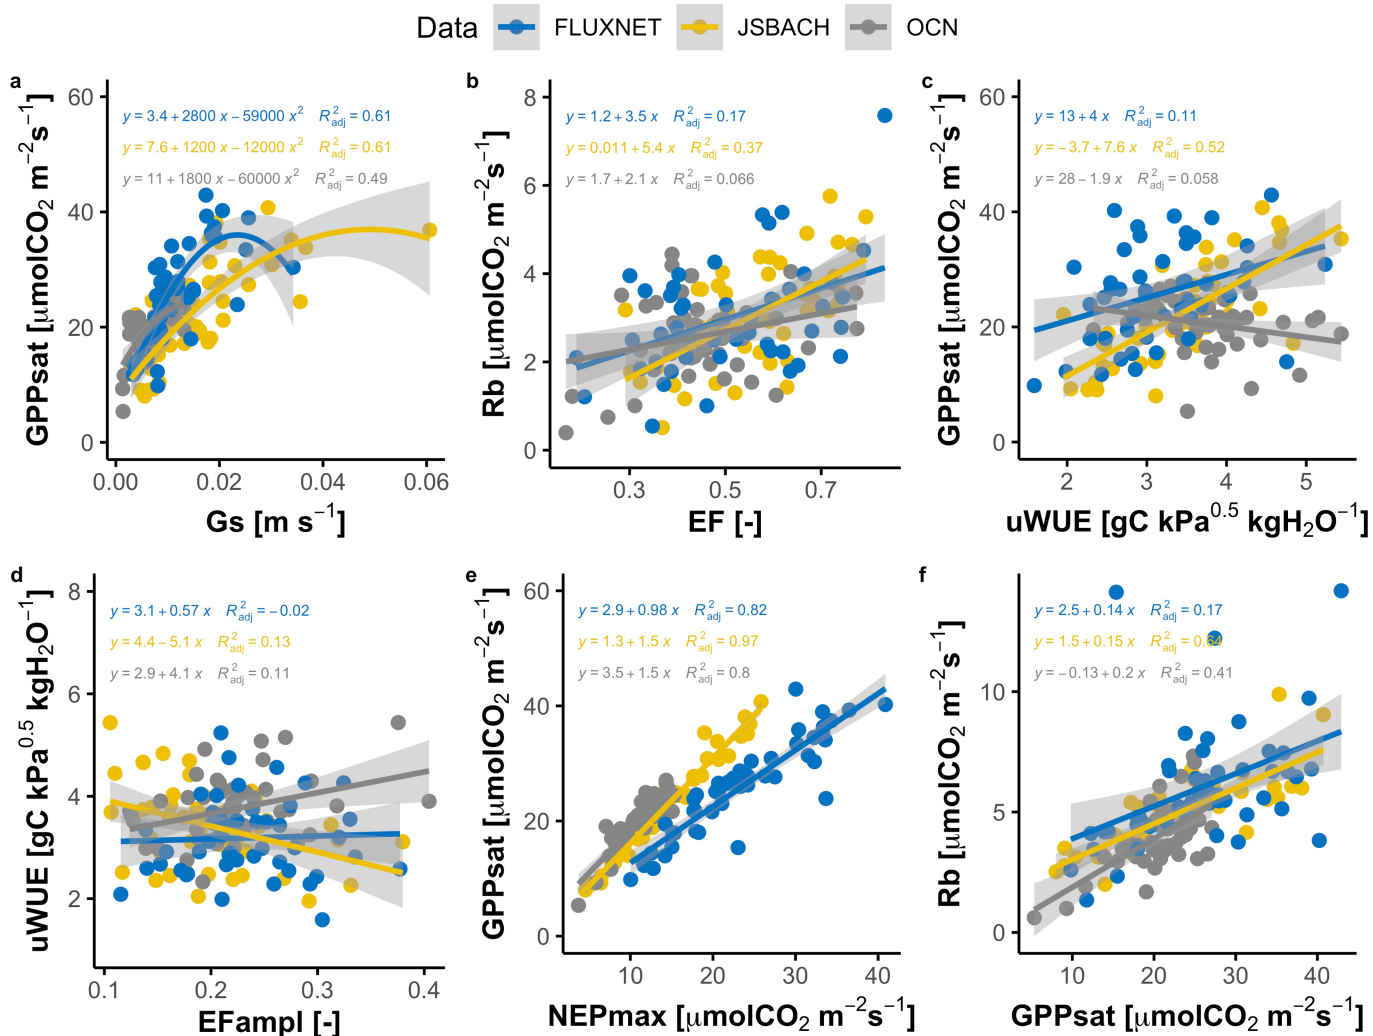 Data FLUXNET JSBACH OCN
a
y = 3.4 + 2800 x − 59000 x² R²adj = 0.61
y = 7.6 + 1200 x − 12000 x² R²adj = 0.61
y = 11 + 1800 x − 60000 x² R²adj = 0.49
GPPsat [μmolCO₂ m⁻²s⁻¹]
60
40
20
0
0.00 0.02 0.04 0.06
Gs [m s⁻¹]
b
y = 1.2 + 3.5 x R²adj = 0.17
y = 0.011 + 5.4 x R²adj = 0.37
y = 1.7 + 2.1 x R²adj = 0.066
Rb [μmolCO₂ m⁻²s⁻¹]
8
6
4
2
0
0.3 0.5 0.7
EF [-]
c
y = 13 + 4 x R²adj = 0.11
y = −3.7 + 7.6 x R²adj = 0.52
y = 28 − 1.9 x R²adj = 0.058
GPPsat [μmolCO₂ m⁻²s⁻¹]
60
40
20
0
2 3 4 5
uWUE [gC kPa⁰·⁵ kgH₂O⁻¹]
d
y = 3.1 + 0.57 x R²adj = −0.02
y = 4.4 − 5.1 x R²adj = 0.13
y = 2.9 + 4.1 x R²adj = 0.11
uWUE [gC kPa⁰·⁵ kgH₂O⁻¹]
8
6
4
2
0.1 0.2 0.3 0.4
EFampl [-]
e
y = 2.9 + 0.98 x R²adj = 0.82
y = 1.3 + 1.5 x R²adj = 0.97
y = 3.5 + 1.5 x R²adj = 0.8
GPPsat [μmolCO₂ m⁻²s⁻¹]
60
40
20
0
10 20 30 40
NEPmax [μmolCO₂ m⁻²s⁻¹]
f
y = 2.5 + 0.14 x R²adj = 0.17
y = 1.5 + 0.15 x R²adj = 0.64
y = −0.13 + 0.2 x R²adj = 0.41
Rb [μmolCO₂ m⁻²s⁻¹]
10
5
0
10 20 30 40
GPPsat [μmolCO₂ m⁻²s⁻¹]